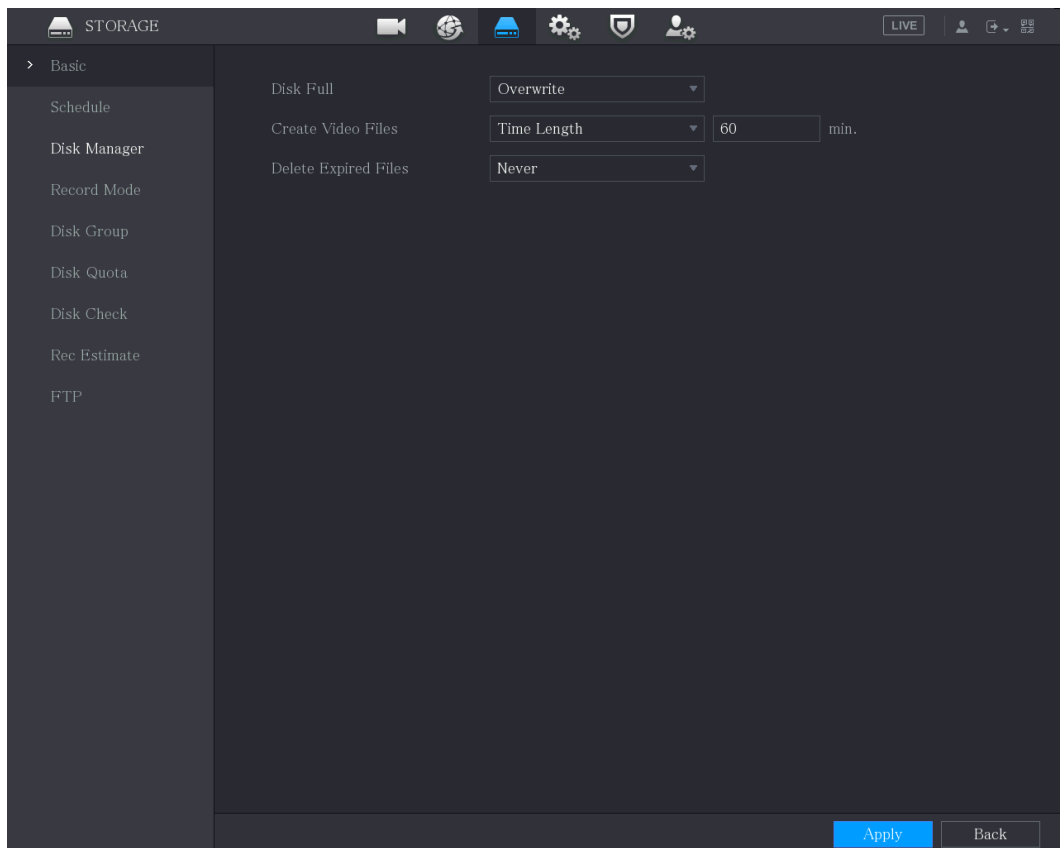 STORAGE LIVE
Basic
Schedule
Disk Manager
Record Mode
Disk Group
Disk Quota
Disk Check
Rec Estimate
FTP
Disk Full Overwrite
Create Video Files Time Length 60 min.
Delete Expired Files Never
Apply Back